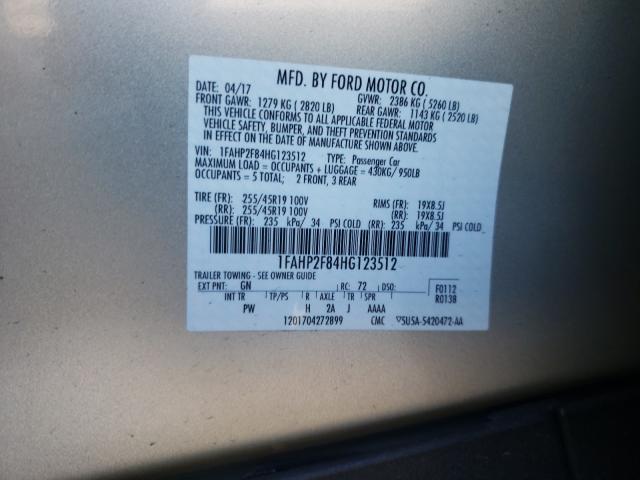 MFD. BY FORD MOTOR CO.
DATE: 04/17 GVWR: 2386 KG ( 5260 LB)
FRONT GAWR: 1279 KG ( 2820 LB) REAR GAWR: 1143 KG ( 2520 LB)
THIS VEHICLE CONFORMS TO ALL APPLICABLE FEDERAL MOTOR
VEHICLE SAFETY, BUMPER, AND THEFT PREVENTION STANDARDS
IN EFFECT ON THE DATE OF MANUFACTURE SHOWN ABOVE.
VIN: 1FAHP2F84HG123512 TYPE: Passenger Car
MAXIMUM LOAD = OCCUPANTS + LUGGAGE = 430KG/ 950LB
OCCUPANTS = 5 TOTAL; 2 FRONT, 3 REAR
TIRE (FR): 255/45R19 100V RIMS (FR): 19X8.5J
(RR): 255/45R19 100V (RR): 19X8.5J
PRESSURE (FR): 235 kPa/ 34 PSI COLD (RR): 235 kPa/ 34 PSI COLD
1FAHP2F84HG123512
TRAILER TOWING - SEE OWNER GUIDE
EXT PNT: GN RC: 72 DSO: F0112
INT TR TP/PS R AXLE TR SPR R0138
PW H 2A J AAAA
1201704272899 CMC 5U5A-5420472-AA